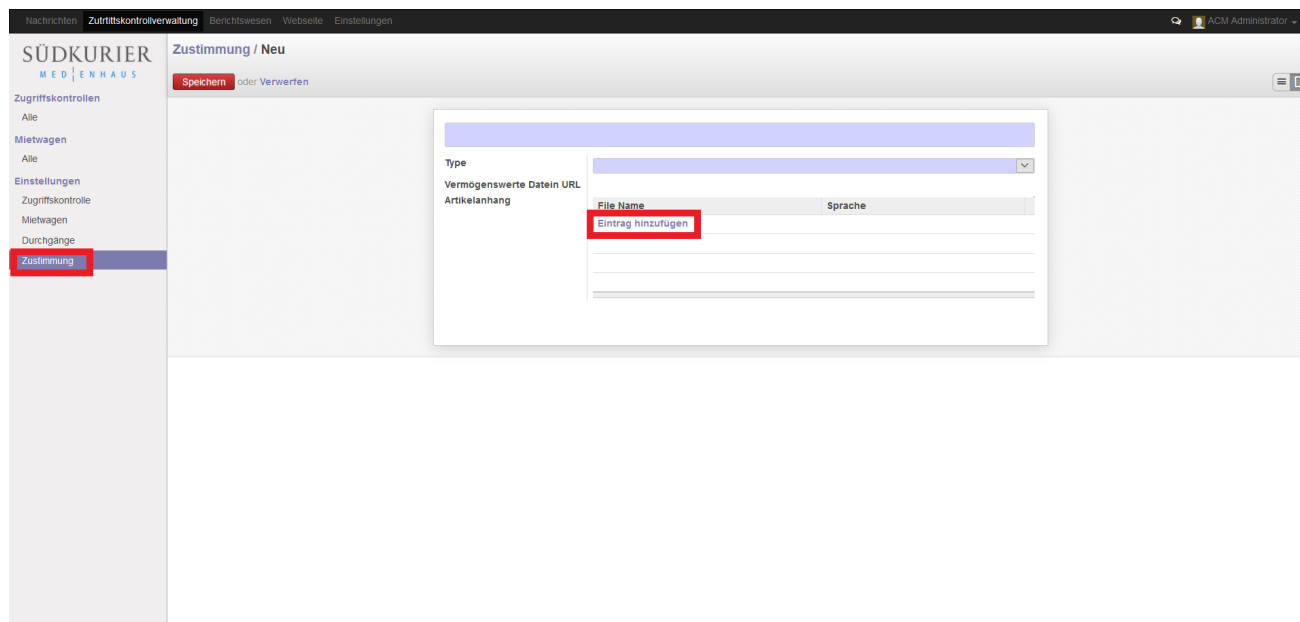 Nachrichten Zutrtittskontrollverwaltung Berichtswesen Webseite Einstellungen ACM Administrator
SÜDKURIER
MEDIENHAUS
Zustimmung / Neu
Speichern oder Verwerfen
Zugriffskontrollen
Alle
Mietwagen
Alle
Einstellungen
Zugriffskontrolle
Mietwagen
Durchgänge
Zustimmung
Type
Vermögenswerte Datein URL
Artikelanhang
File Name Sprache
Eintrag hinzufügen